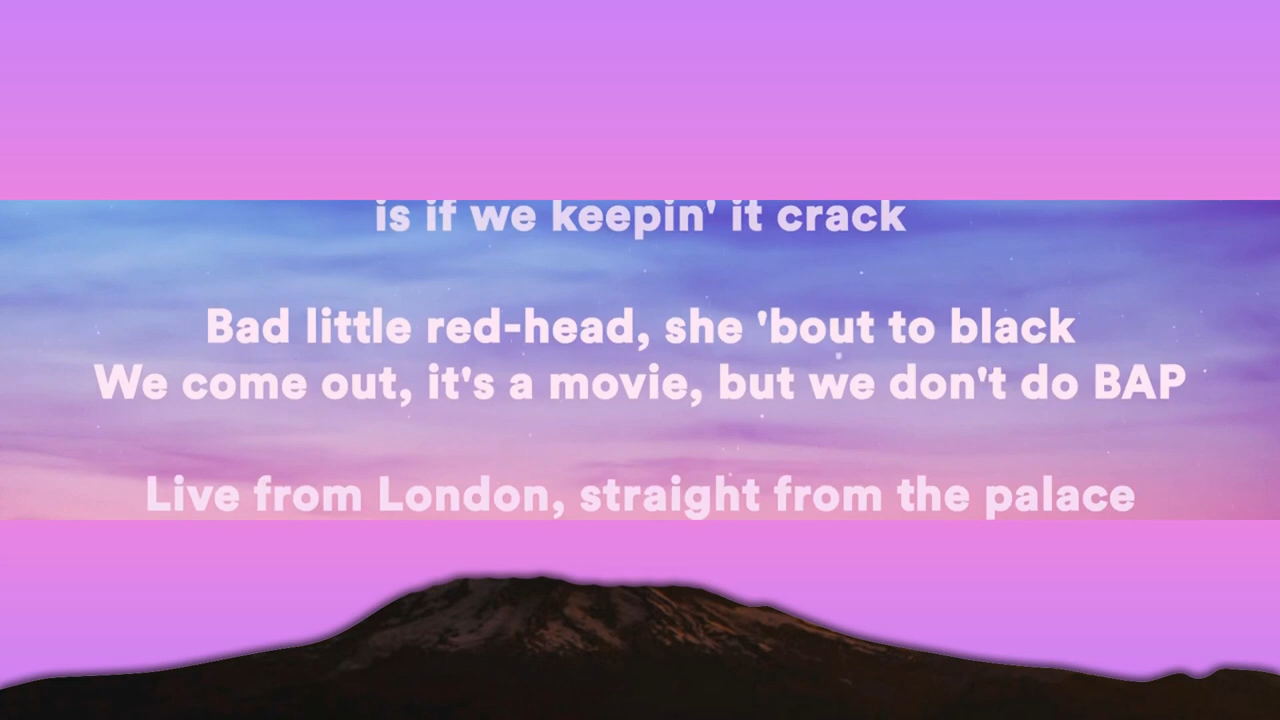 is if we keepin' it crack
Bad little red-head, she 'bout to black
We come out, it's a movie, but we don't do BAP
Live from London, straight from the palace